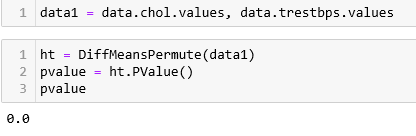 1 data1 = data.chol.values, data.trestbps.values
1 ht = DiffMeansPermute(data1)
2 pvalue = ht.PValue()
3 pvalue
0.0